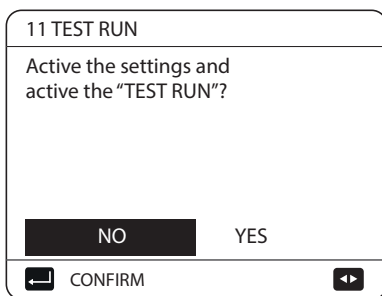 11 TEST RUN
Active the settings and
active the “TEST RUN”?
NO YES
CONFIRM